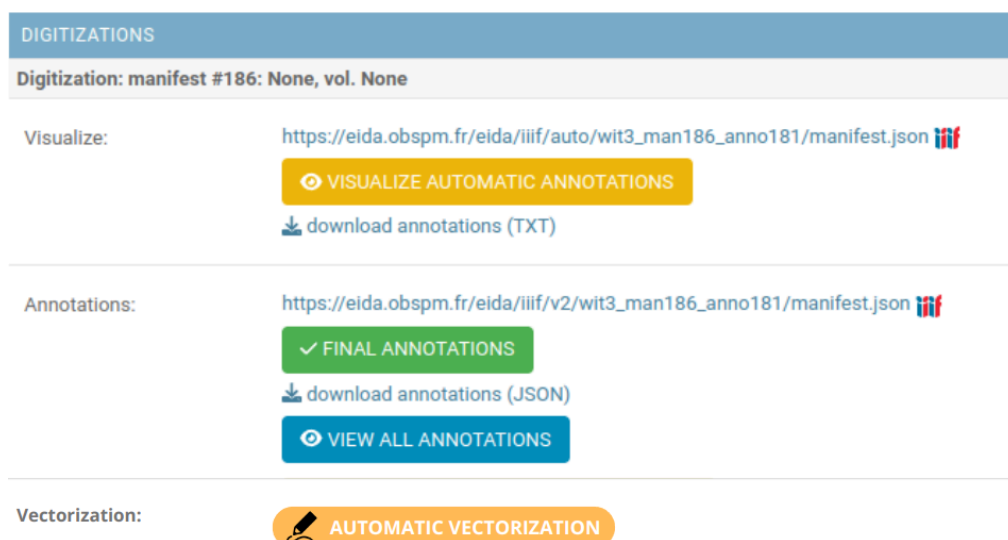 DIGITIZATIONS
Digitization: manifest #186: None, vol. None
Visualize: https://eida.obspm.fr/eida/iiif/auto/wit3_man186_anno181/manifest.json iiif
VISUALIZE AUTOMATIC ANNOTATIONS
download annotations (TXT)
Annotations: https://eida.obspm.fr/eida/iiif/v2/wit3_man186_anno181/manifest.json iiif
FINAL ANNOTATIONS
download annotations (JSON)
VIEW ALL ANNOTATIONS
Vectorization: AUTOMATIC VECTORIZATION